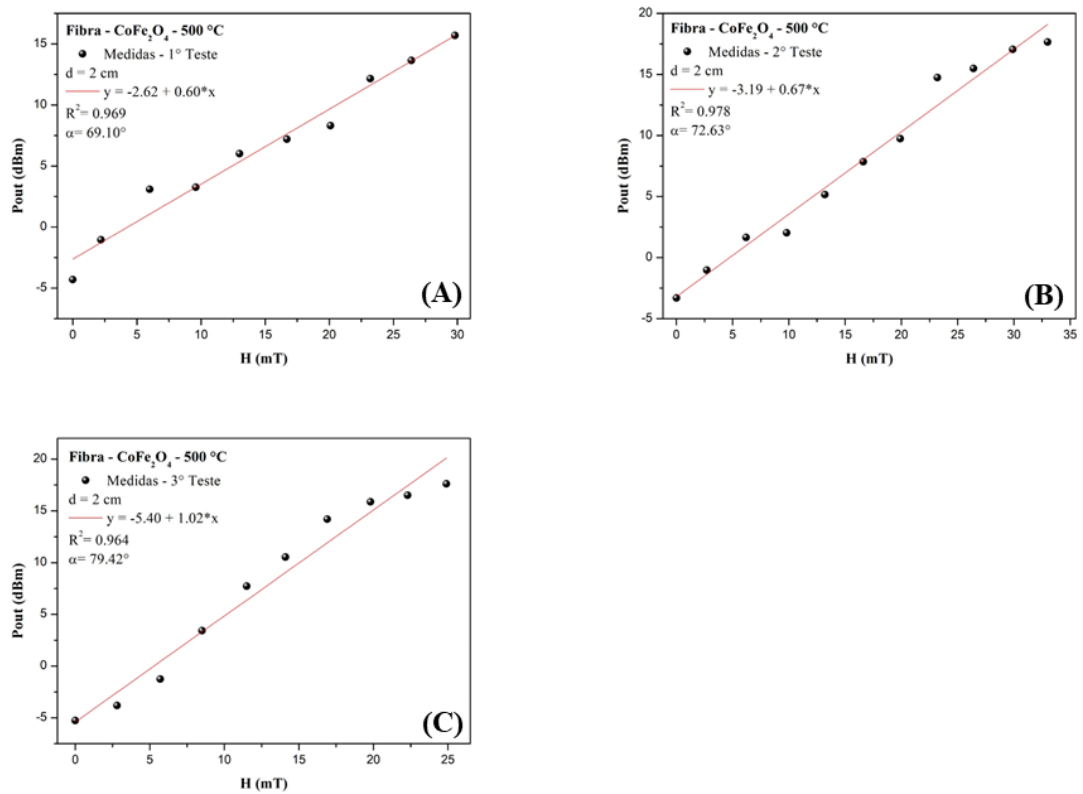 Fibra - CoFe₂O₄ - 500 °C
Medidas - 1° Teste
d = 2 cm
y = -2.62 + 0.60*x
R²= 0.969
α= 69.10°
15
10
5
0
-5
Pout (dBm)
0 5 10 15 20 25 30
H (mT)
(A)
Fibra - CoFe₂O₄ - 500 °C
Medidas - 2° Teste
d = 2 cm
y = -3.19 + 0.67*x
R²= 0.978
α= 72.63°
20
15
10
5
0
-5
Pout (dBm)
0 5 10 15 20 25 30 35
H (mT)
(B)
Fibra - CoFe₂O₄ - 500 °C
Medidas - 3° Teste
d = 2 cm
y = -5.40 + 1.02*x
R²= 0.964
α= 79.42°
20
15
10
5
0
-5
Pout (dBm)
0 5 10 15 20 25
H (mT)
(C)